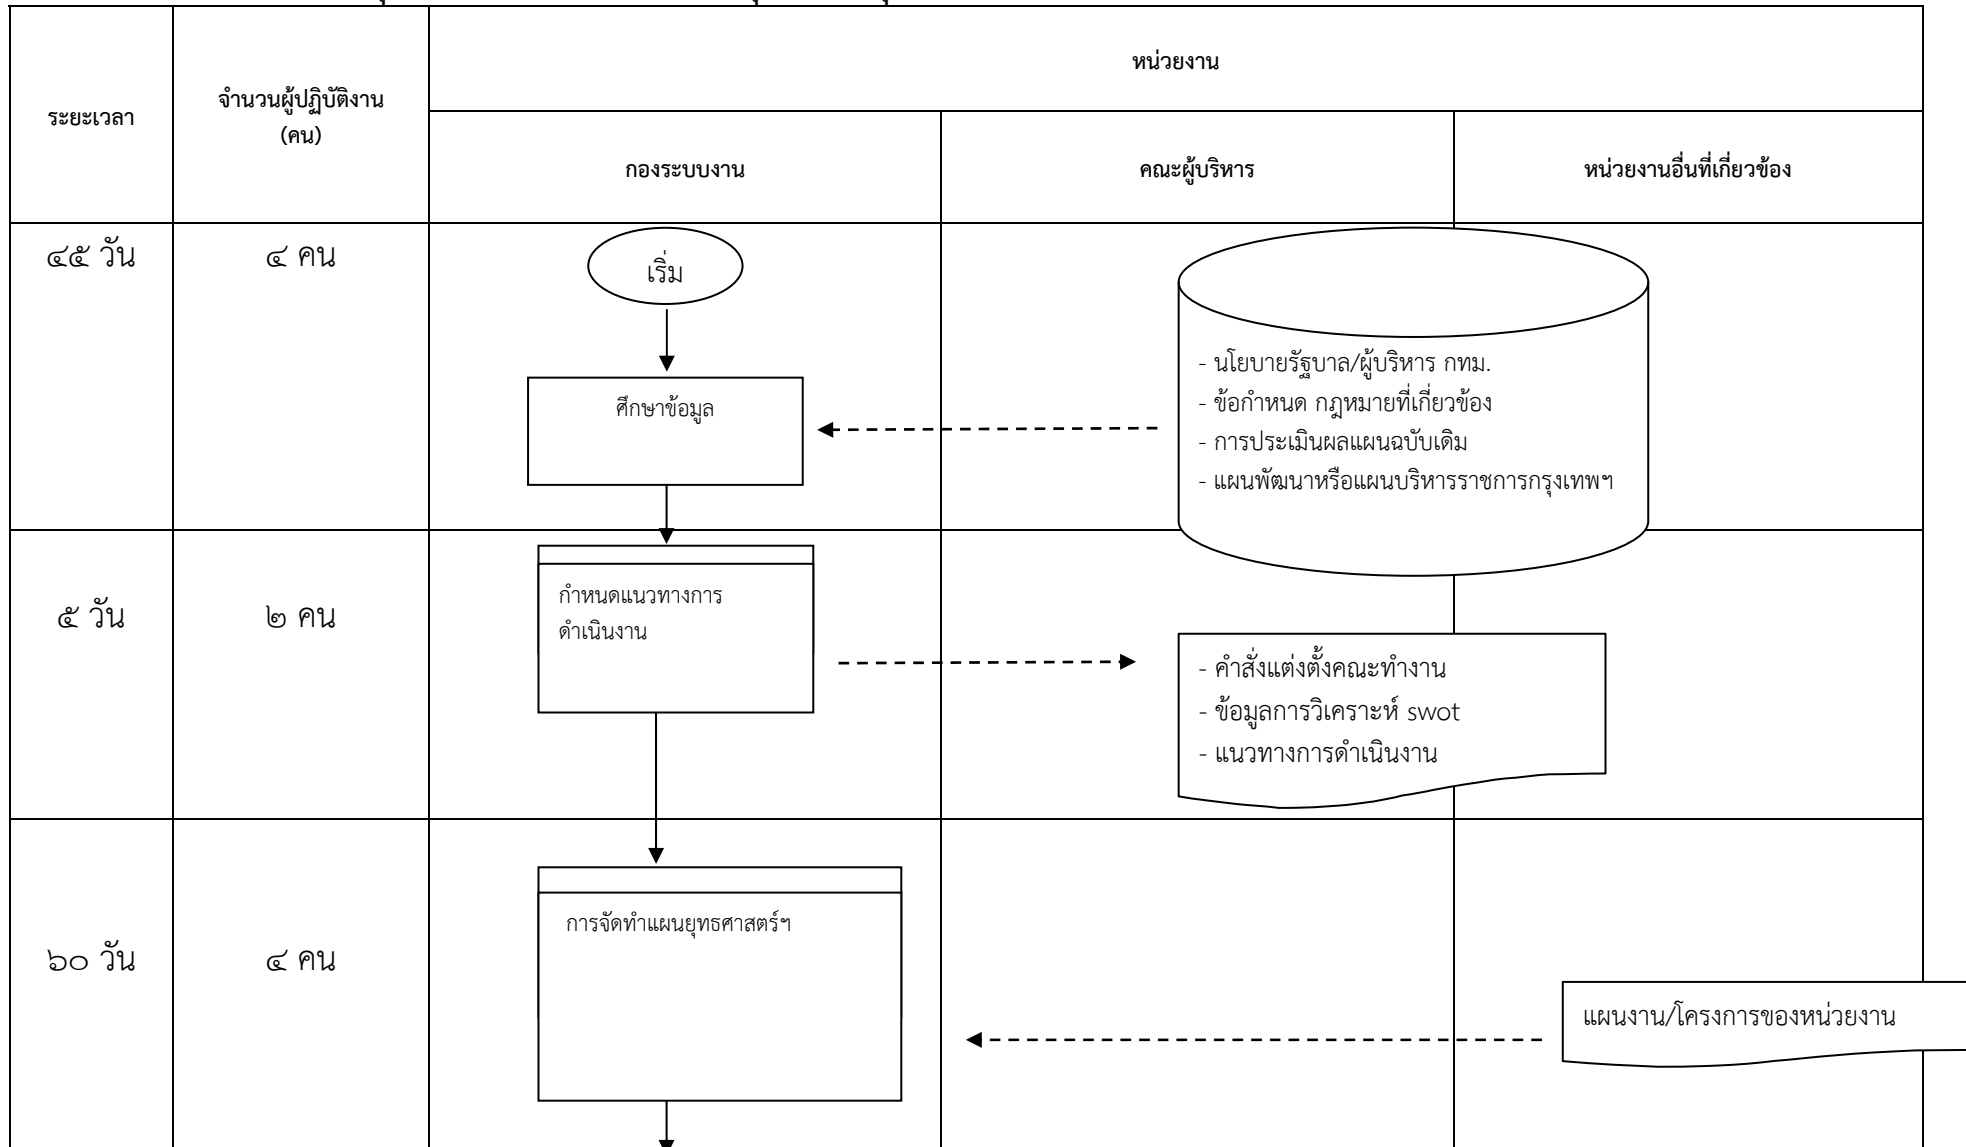 ระยะเวลา
จำนวนผู้ปฏิบัติงาน
(คน)
หน่วยงาน
กองระบบงาน
คณะผู้บริหาร
หน่วยงานอื่นที่เกี่ยวข้อง
๔๕ วัน
๔ คน
เริ่ม
ศึกษาข้อมูล
- นโยบายรัฐบาล/ผู้บริหาร กทม.
- ข้อกำหนด กฎหมายที่เกี่ยวข้อง
- การประเมินผลแผนฉบับเดิม
- แผนพัฒนาหรือแผนบริหารราชการกรุงเทพฯ
๕ วัน
๒ คน
กำหนดแนวทางการ
ดำเนินงาน
- คำสั่งแต่งตั้งคณะทำงาน
- ข้อมูลการวิเคราะห์ swot
- แนวทางการดำเนินงาน
๖๐ วัน
๔ คน
การจัดทำแผนยุทธศาสตร์ฯ
แผนงาน/โครงการของหน่วยงาน